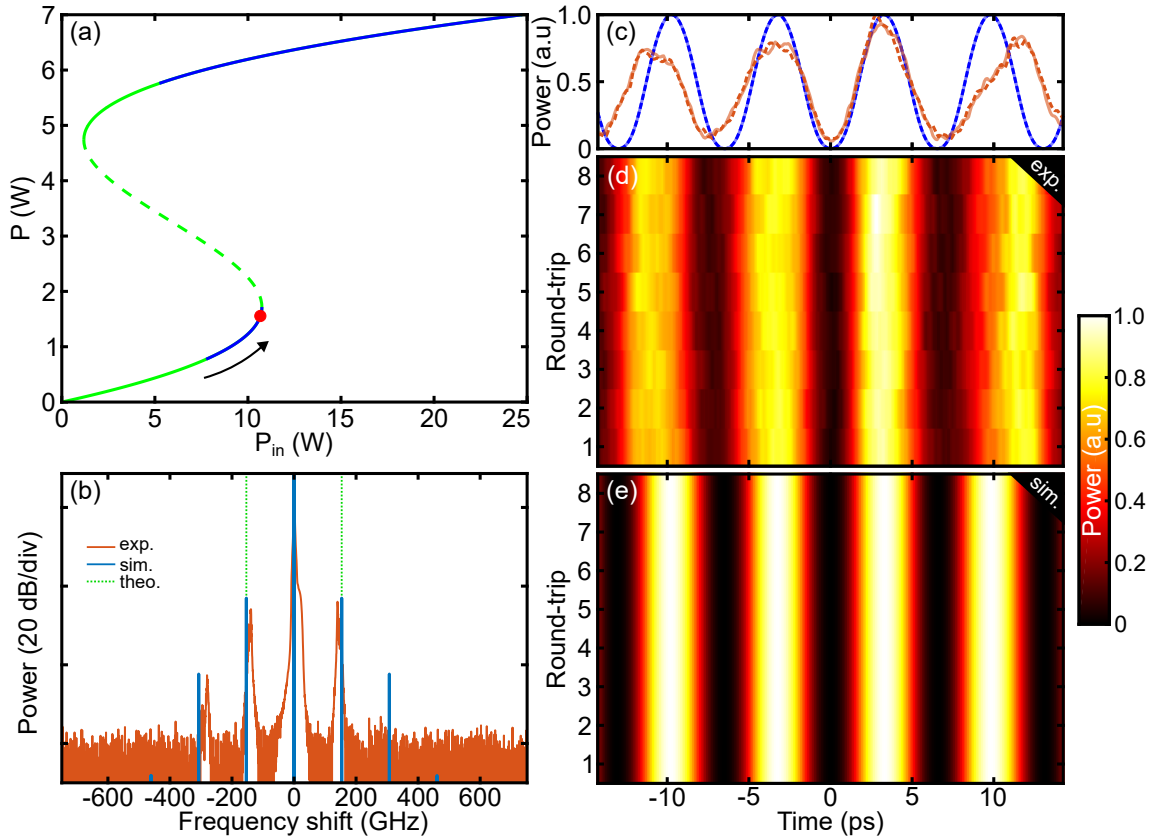 (a)
P (W)
7
6
5
4
3
2
1
0
0 5 10 15 20 25
P_in (W)
(b)
exp.
sim.
theo.
Power (20 dB/div)
-600 -400 -200 0 200 400 600
Frequency shift (GHz)
(c)
Power (a.u)
1.0
0.5
0
(d)
exp.
Round-trip
8
7
6
5
4
3
2
1
(e)
sim.
Round-trip
8
7
6
5
4
3
2
1
-10 -5 0 5 10
Time (ps)
Power (a.u)
1.0
0.8
0.6
0.4
0.2
0